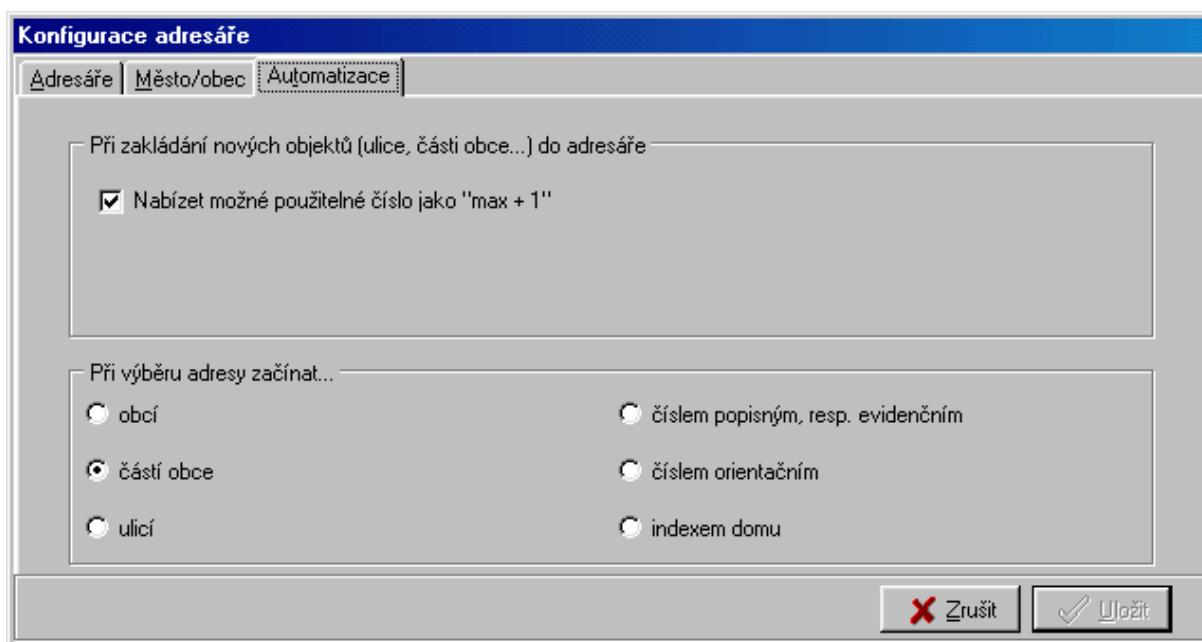 Konfigurace adresáře
Adresáře Město/obec Automatizace
Při zakládání nových objektů (ulice, části obce...) do adresáře
Nabízet možné použitelné číslo jako "max + 1"
Při výběru adresy začínat...
obcí číslem popisným, resp. evidenčním
částí obce číslem orientačním
ulicí indexem domu
Zrušit Uložit